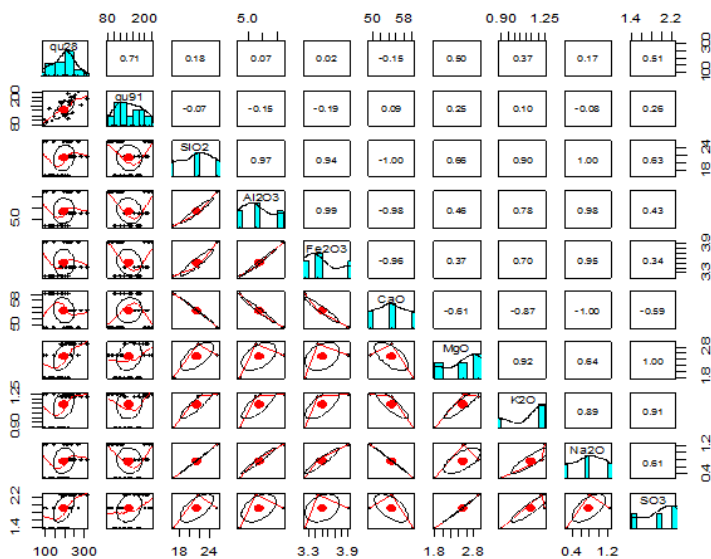 80 200 5.0 50 58 0.90 1.25 1.4 2.2
qu28 0.71 0.18 0.07 0.02 -0.15 0.50 0.37 0.17 0.51 100 300
80 200 qu91 -0.07 -0.15 -0.19 0.09 0.25 0.10 -0.08 0.26
SIO2 0.97 0.94 -1.00 0.66 0.90 1.00 0.63 18 24
5.0 Al2O3 0.99 -0.98 0.46 0.78 0.98 0.43
Fe2O3 -0.96 0.37 0.70 0.95 0.34 3.3 3.9
50 58 CaO -0.61 -0.87 -1.00 -0.59
MgO 0.92 0.64 1.00 1.8 2.8
0.90 1.25 K2O 0.89 0.91
Na2O 0.61 0.4 1.2
1.4 2.2 SO3
100 300 18 24 3.3 3.9 1.8 2.8 0.4 1.2